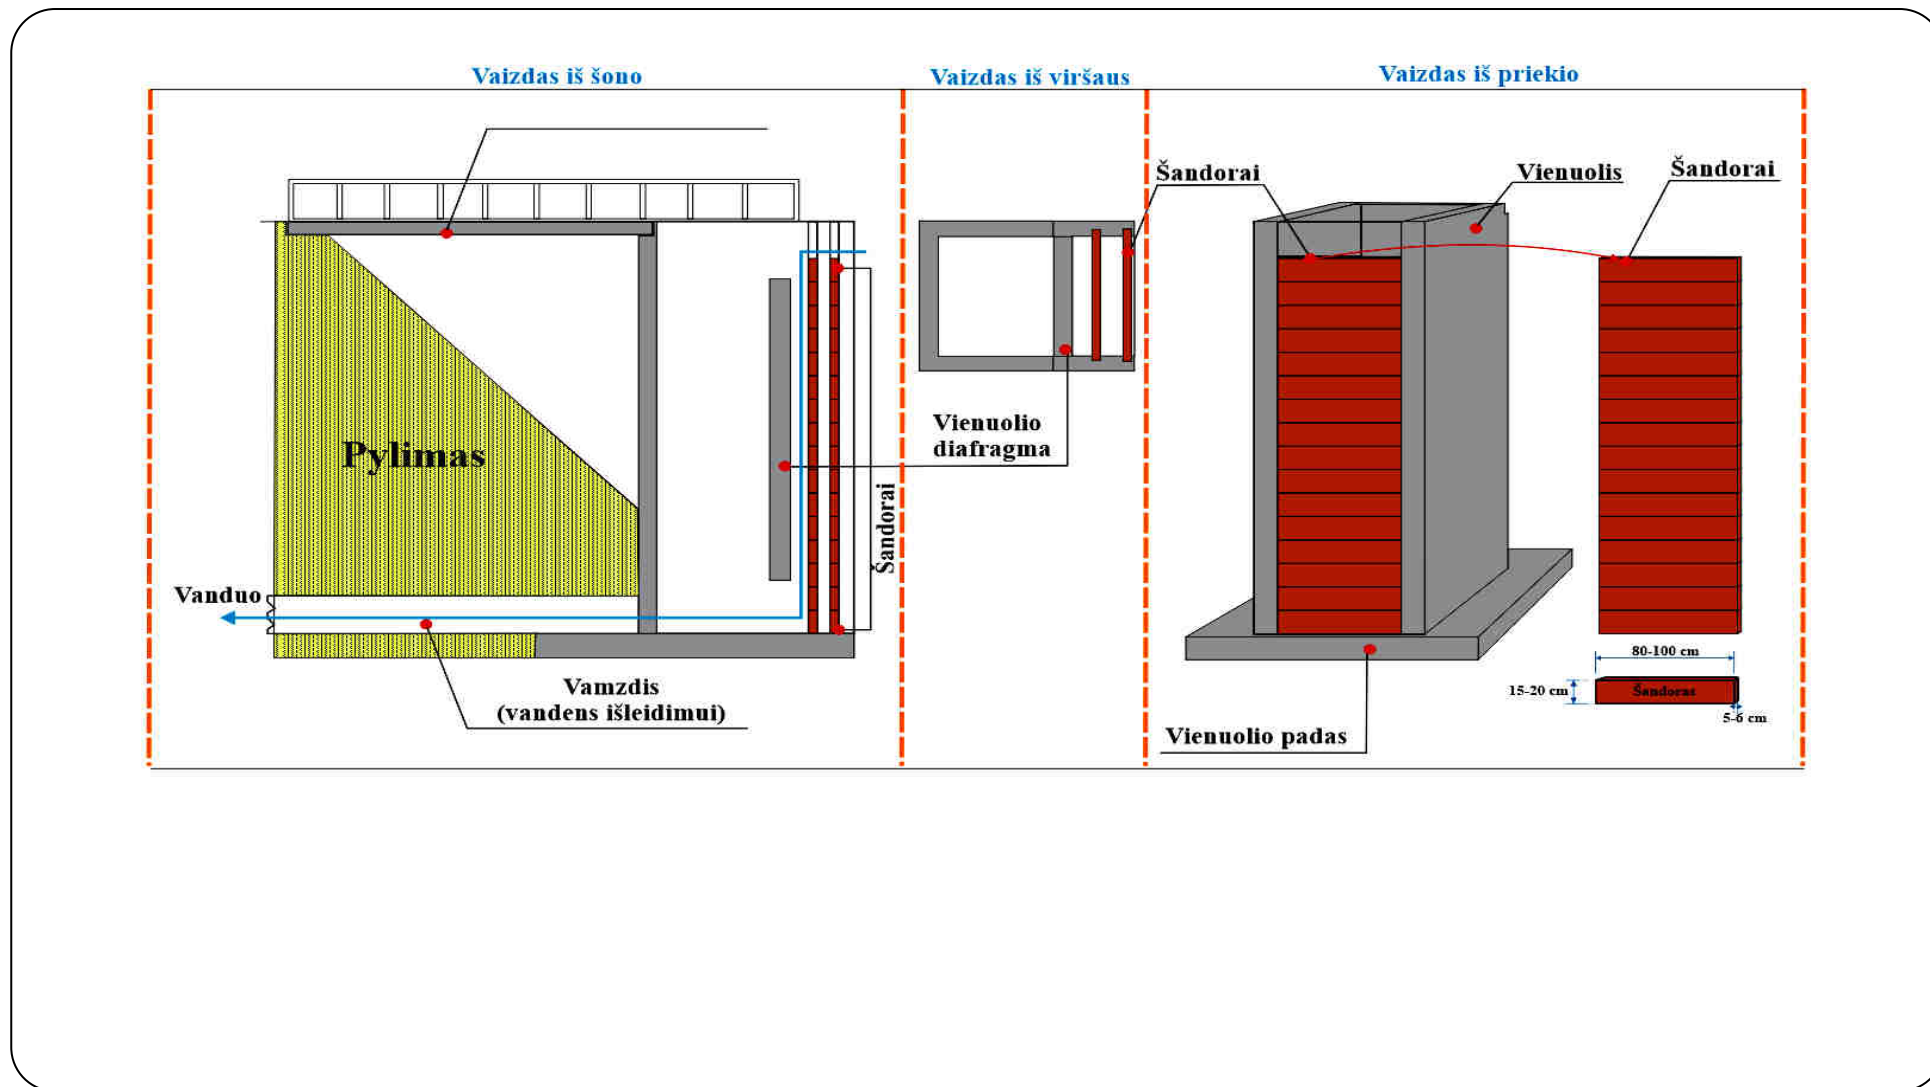 Vaizdas iš šono
Vaizdas iš viršaus
Vaizdas iš priekio
Šandorai
Vienuolis
Šandorai
Vienuolio
diafragma
Pylimas
Šandorai
Vanduo
Vamzdis
(vandens išleidimui)
80-100 cm
15-20 cm
Šandoras
5-6 cm
Vienuolio padas